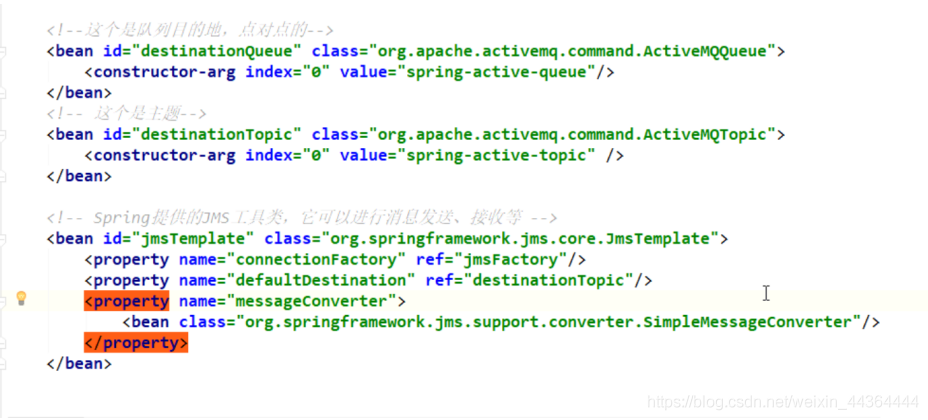 <!--这个是队列目的地，点对点的-->
<bean id="destinationQueue" class="org.apache.activemq.command.ActiveMQQueue">
<constructor-arg index="0" value="spring-active-queue"/>
</bean>
<!-- 这个是主题-->
<bean id="destinationTopic" class="org.apache.activemq.command.ActiveMQTopic">
<constructor-arg index="0" value="spring-active-topic" />
</bean>
<!-- Spring提供的JMS工具类，它可以进行消息发送、接收等 -->
<bean id="jmsTemplate" class="org.springframework.jms.core.JmsTemplate">
<property name="connectionFactory" ref="jmsFactory"/>
<property name="defaultDestination" ref="destinationTopic"/>
<property name="messageConverter">
<bean class="org.springframework.jms.support.converter.SimpleMessageConverter"/>
</property>
</bean>
https://blog.csdn.net/weixin_44364444